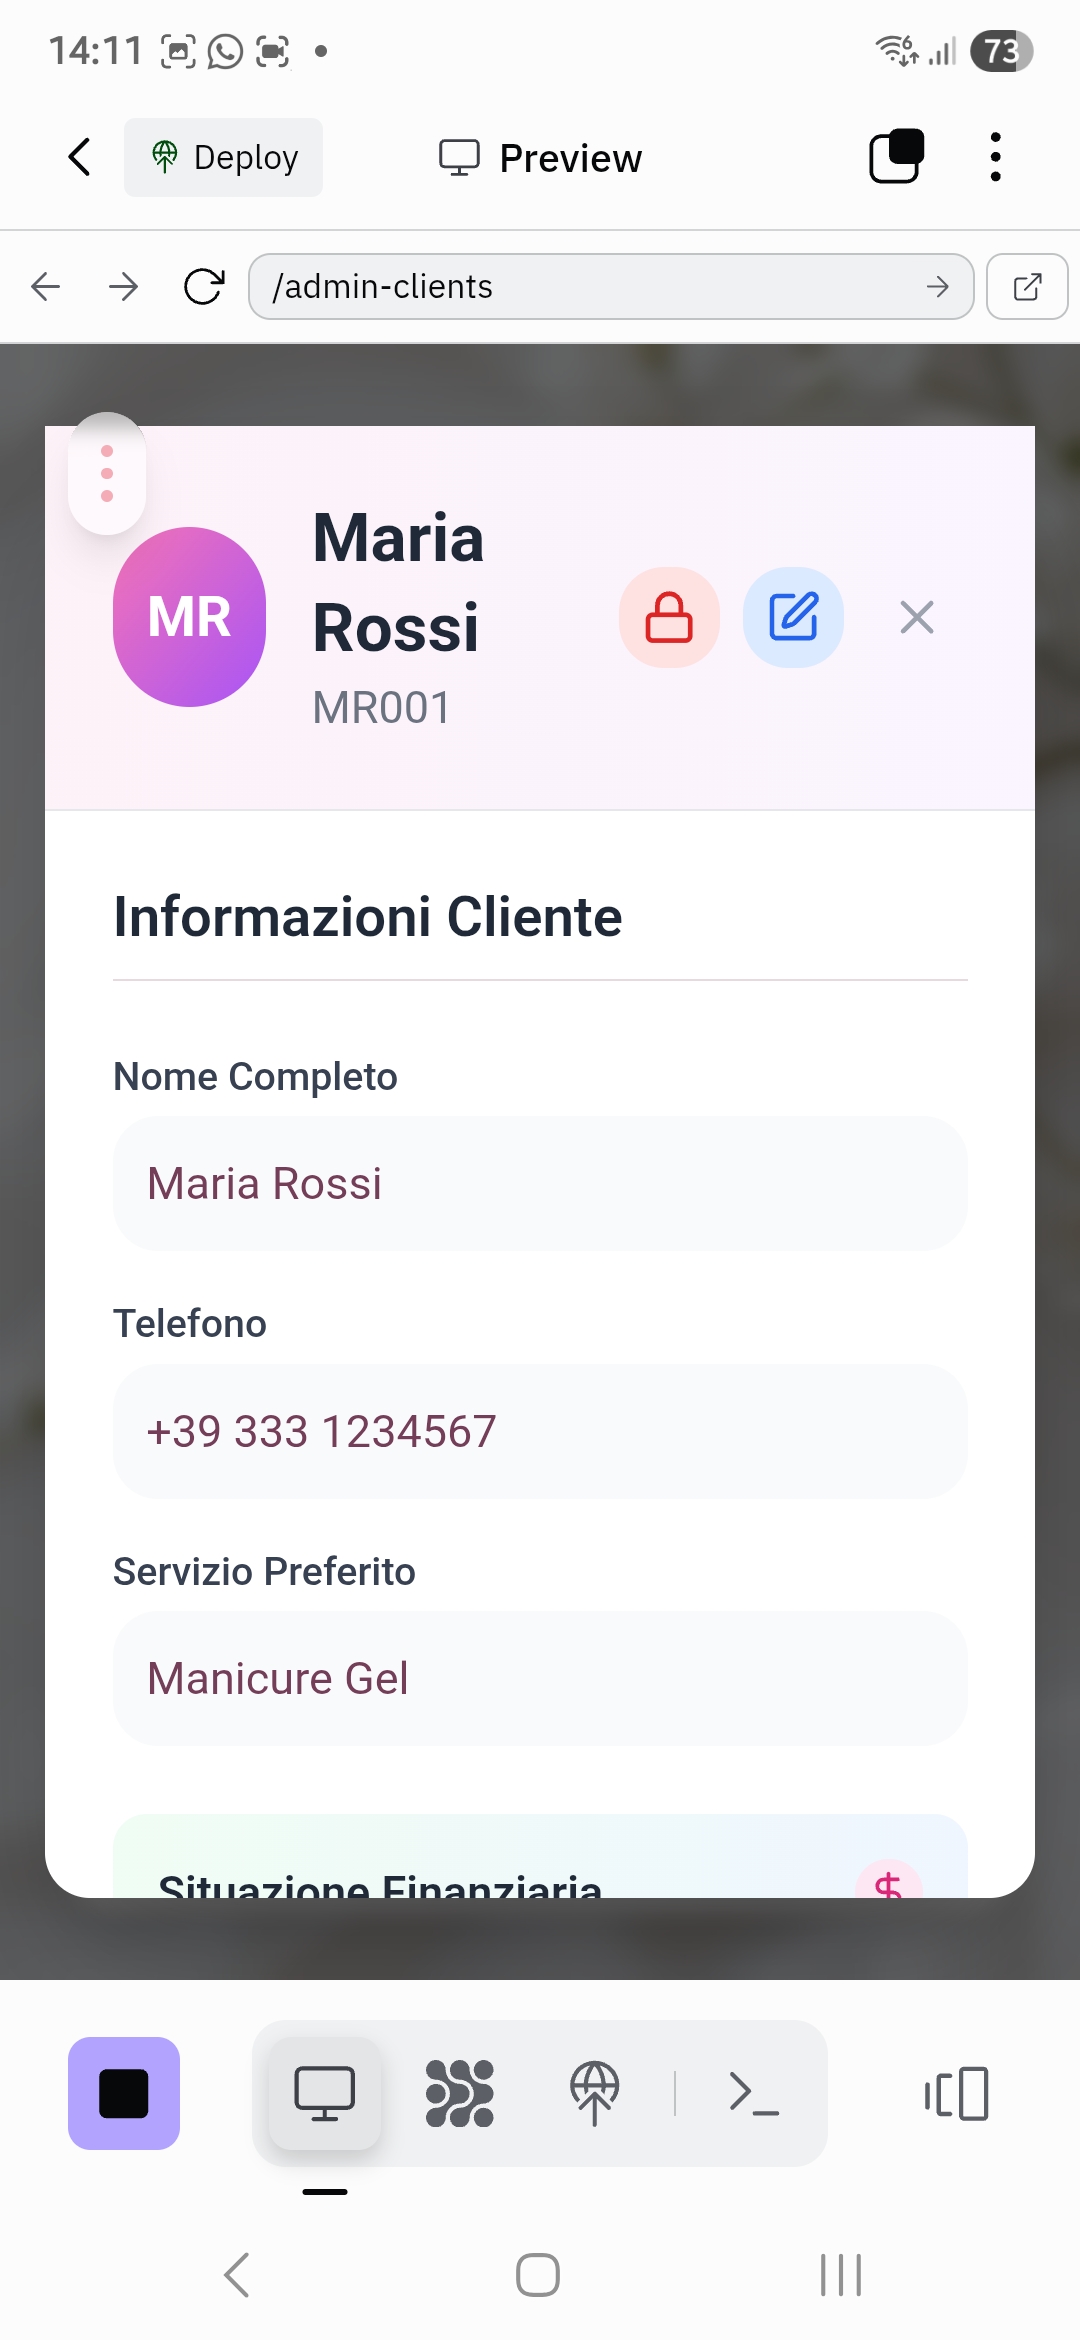 14:11
6
73
Deploy
Preview
/admin-clients
MR
Maria
Rossi
MR001
Informazioni Cliente
Nome Completo
Maria Rossi
Telefono
+39 333 1234567
Servizio Preferito
Manicure Gel
Situazione Finanziaria
$